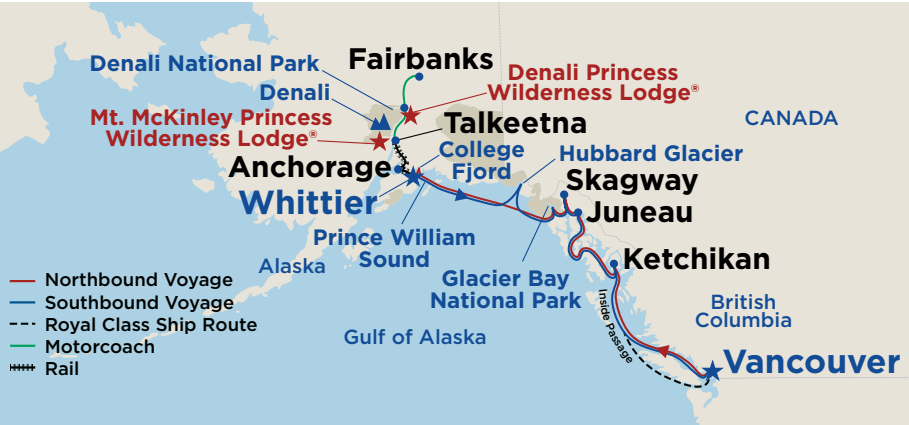 Fairbanks
Denali National Park
Denali
Denali Princess
Wilderness Lodge®
Mt. McKinley Princess
Wilderness Lodge®
Talkeetna
CANADA
College
Fjord
Hubbard Glacier
Anchorage
Whittier
Skagway
Juneau
Prince William
Sound
Alaska
Glacier Bay
National Park
Ketchikan
Northbound Voyage
Southbound Voyage
Royal Class Ship Route
Motorcoach
Rail
Gulf of Alaska
Inside Passage
British
Columbia
Vancouver